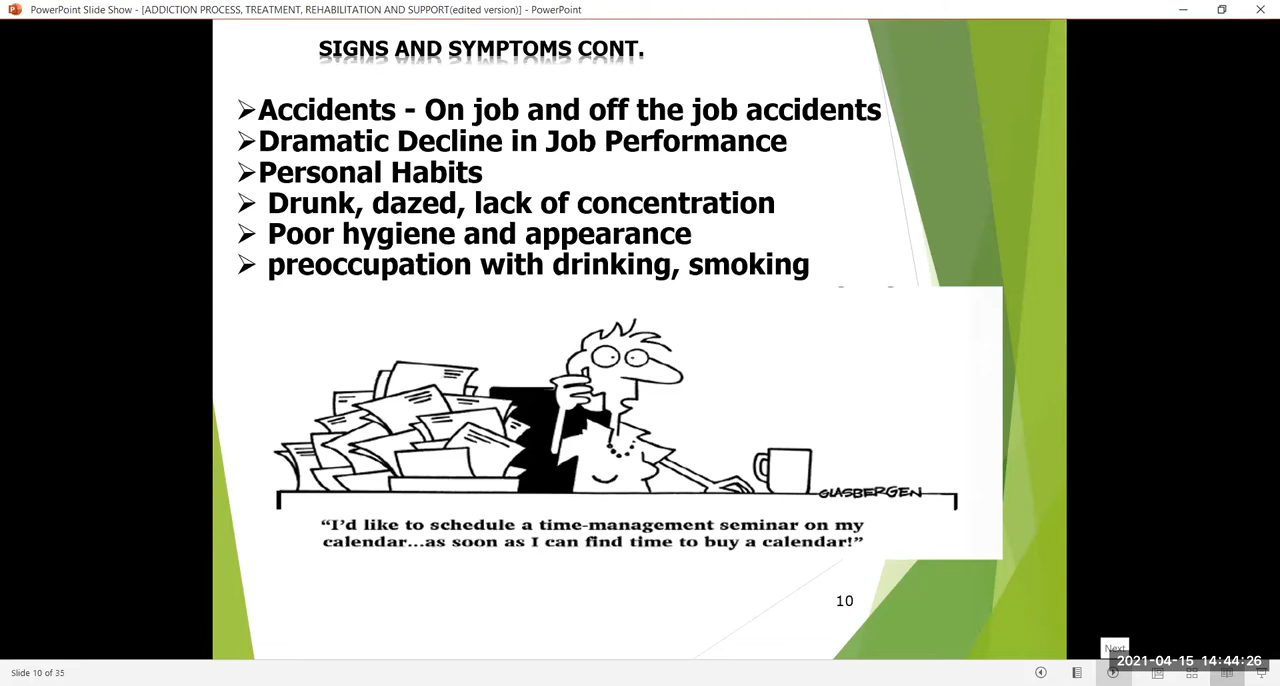 PowerPoint Slide Show - [ADDICTION PROCESS, TREATMENT, REHABILITATION AND SUPPORT(edited version)] - PowerPoint
SIGNS AND SYMPTOMS CONT.
➢Accidents - On job and off the job accidents
➢Dramatic Decline in Job Performance
➢Personal Habits
➢ Drunk, dazed, lack of concentration
➢ Poor hygiene and appearance
➢ preoccupation with drinking, smoking
GLASBERGEN
“I’d like to schedule a time-management seminar on my
calendar...as soon as I can find time to buy a calendar!”
10
Next
2021-04-15 14:44:26
Slide 10 of 35